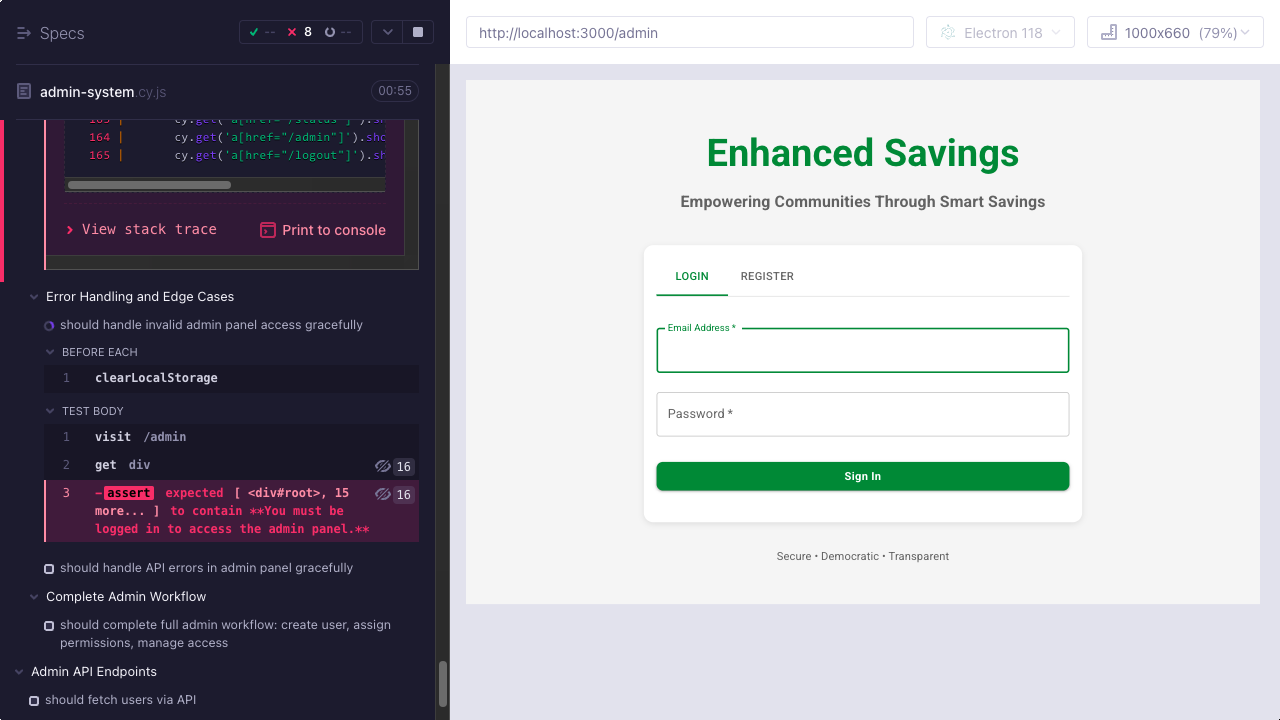 Specs
-- 8 --
admin-system.cy.js
00:55
163 | cy.get('a[href="/status"]').sho
164 | cy.get('a[href="/admin"]').sho
165 | cy.get('a[href="/logout"]').sh
View stack trace
Print to console
Error Handling and Edge Cases
should handle invalid admin panel access gracefully
BEFORE EACH
1 clearLocalStorage
TEST BODY
1 visit /admin
2 get div 16
3 -assert expected [ <div#root>, 15 16
more... ] to contain **You must be
logged in to access the admin panel.**
should handle API errors in admin panel gracefully
Complete Admin Workflow
should complete full admin workflow: create user, assign
permissions, manage access
Admin API Endpoints
should fetch users via API
http://localhost:3000/admin
Electron 118
1000x660 (79%)
Enhanced Savings
Empowering Communities Through Smart Savings
LOGIN
REGISTER
Email Address *
Password *
Sign In
Secure • Democratic • Transparent